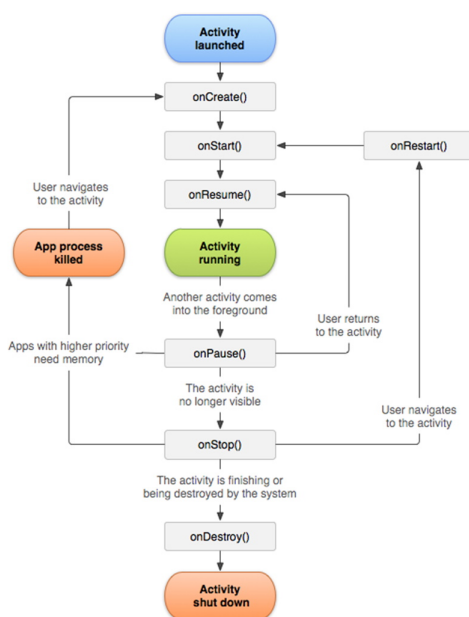 Activity
launched
onCreate()
onStart()
onRestart()
User navigates
to the activity
onResume()
App process
killed
Activity
running
Another activity comes
into the foreground
User returns
to the activity
Apps with higher priority
need memory
onPause()
The activity is
no longer visible
User navigates
to the activity
onStop()
The activity is finishing or
being destroyed by the system
onDestroy()
Activity
shut down